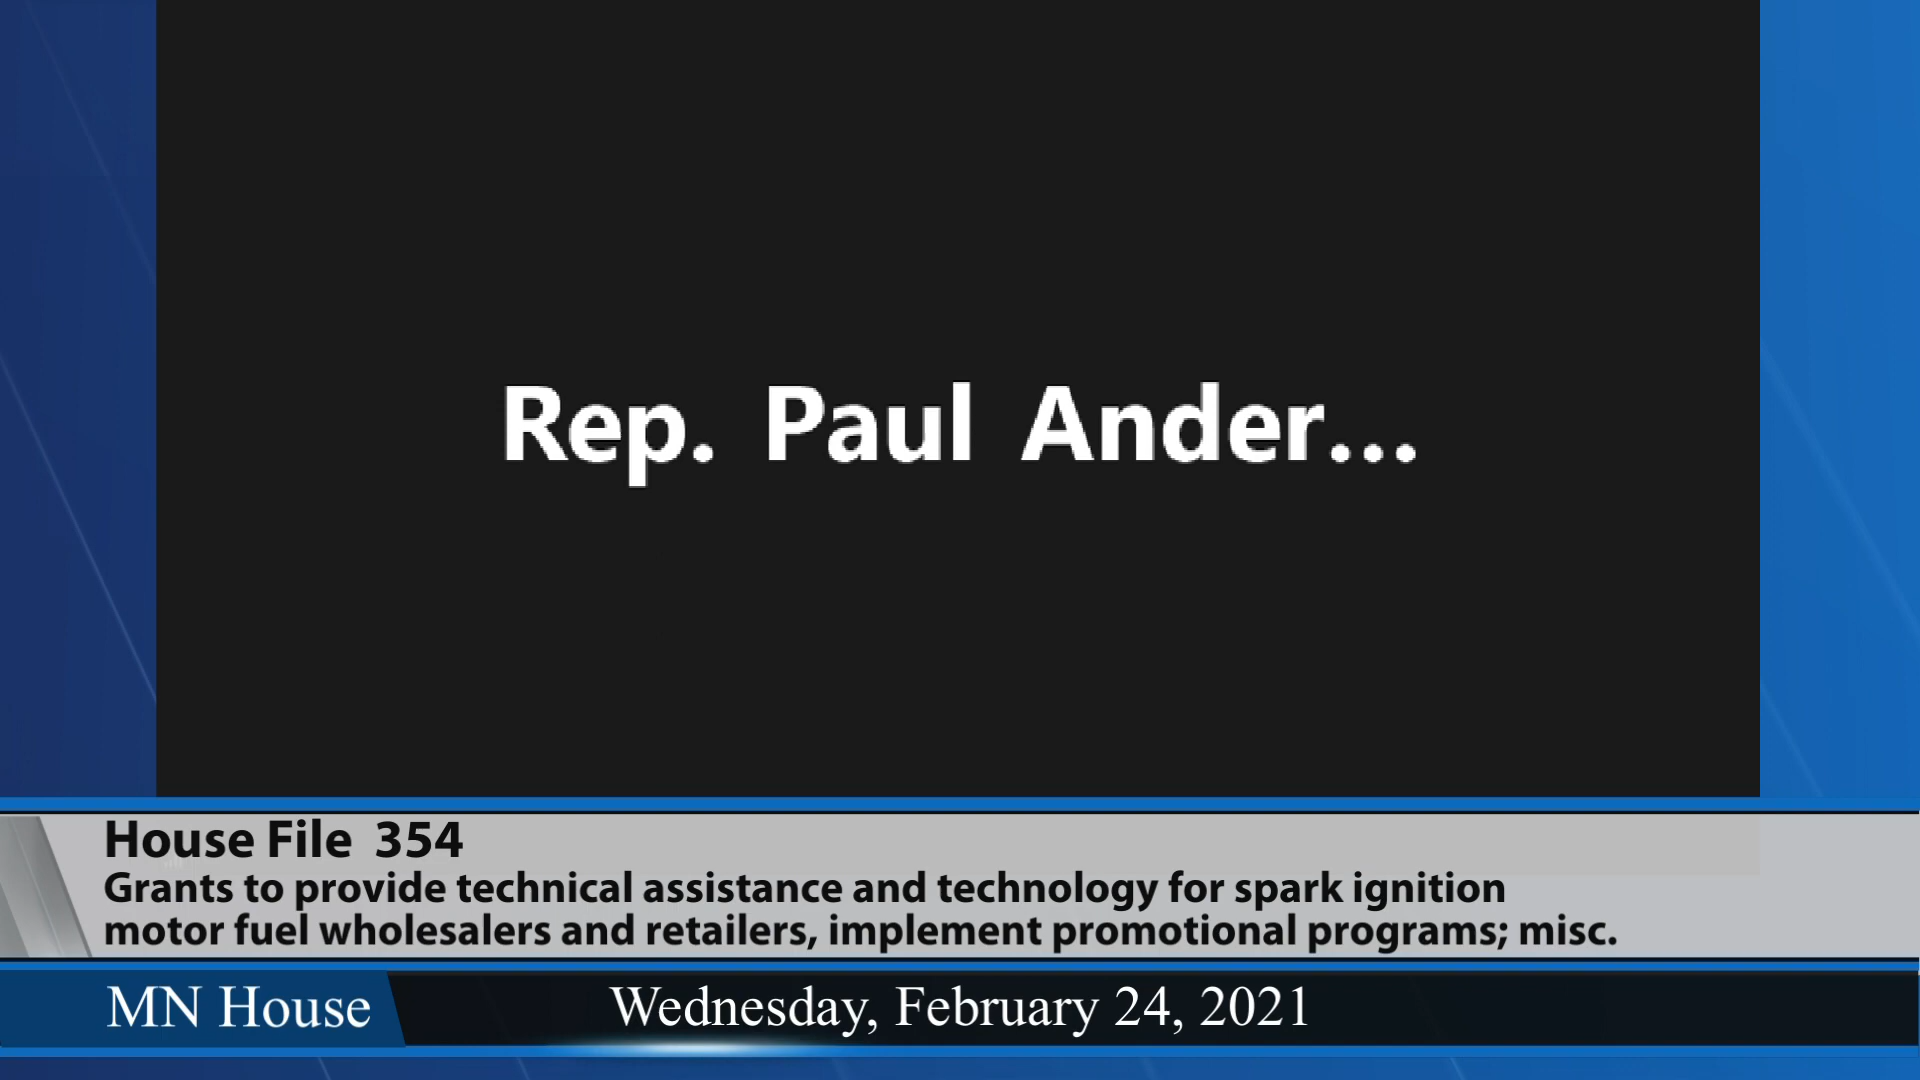 Rep. Paul Ander...
House File 354
Grants to provide technical assistance and technology for spark ignition
motor fuel wholesalers and retailers, implement promotional programs; misc.
MN House
Wednesday, February 24, 2021